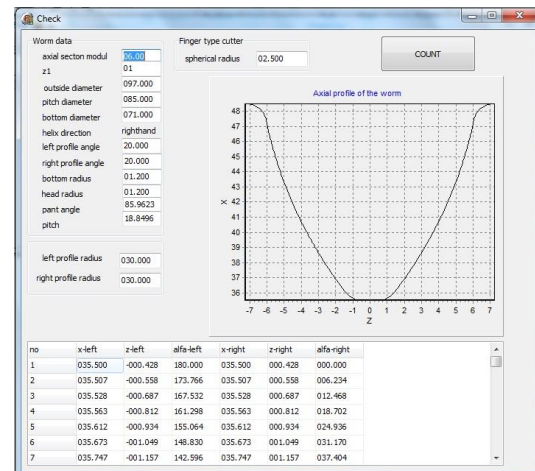 Check
Worm data
axial secton modul 06.00
z1 01
outside diameter 097.000
pitch diameter 085.000
bottom diameter 071.000
helix direction righthand
left profile angle 20.000
right profile angle 20.000
bottom radius 01.200
head radius 01.200
pant angle 85.9623
pitch 18.8496
left profile radius 030.000
right profile radius 030.000
Finger type cutter
spherical radius 02.500
COUNT
Axial profile of the worm
48
47
46
45
44
43
42
41
40
39
38
37
36
X
-7 -6 -5 -4 -3 -2 -1 0 1 2 3 4 5 6 7
Z
no x-left z-left alfa-left x-right z-right alfa-right
1 035.500 -000.428 180.000 035.500 000.428 000.000
2 035.507 -000.558 173.766 035.507 000.558 006.234
3 035.528 -000.687 167.532 035.528 000.687 012.468
4 035.563 -000.812 161.298 035.563 000.812 018.702
5 035.612 -000.934 155.064 035.612 000.934 024.936
6 035.673 -001.049 148.830 035.673 001.049 031.170
7 035.747 -001.157 142.596 035.747 001.157 037.404